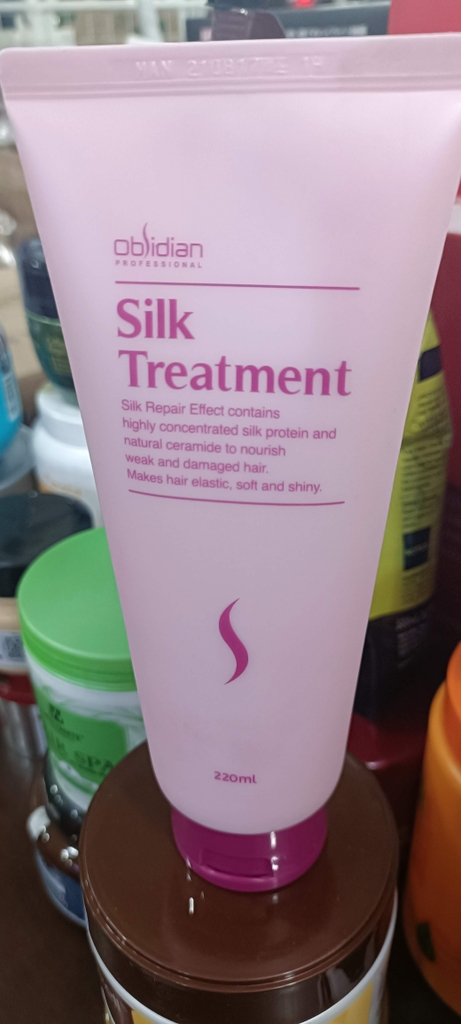 obsidian
PROFESSIONAL
Silk
Treatment
Silk Repair Effect contains
highly concentrated silk protein and
natural ceramide to nourish
weak and damaged hair.
Makes hair elastic, soft and shiny.
220ml